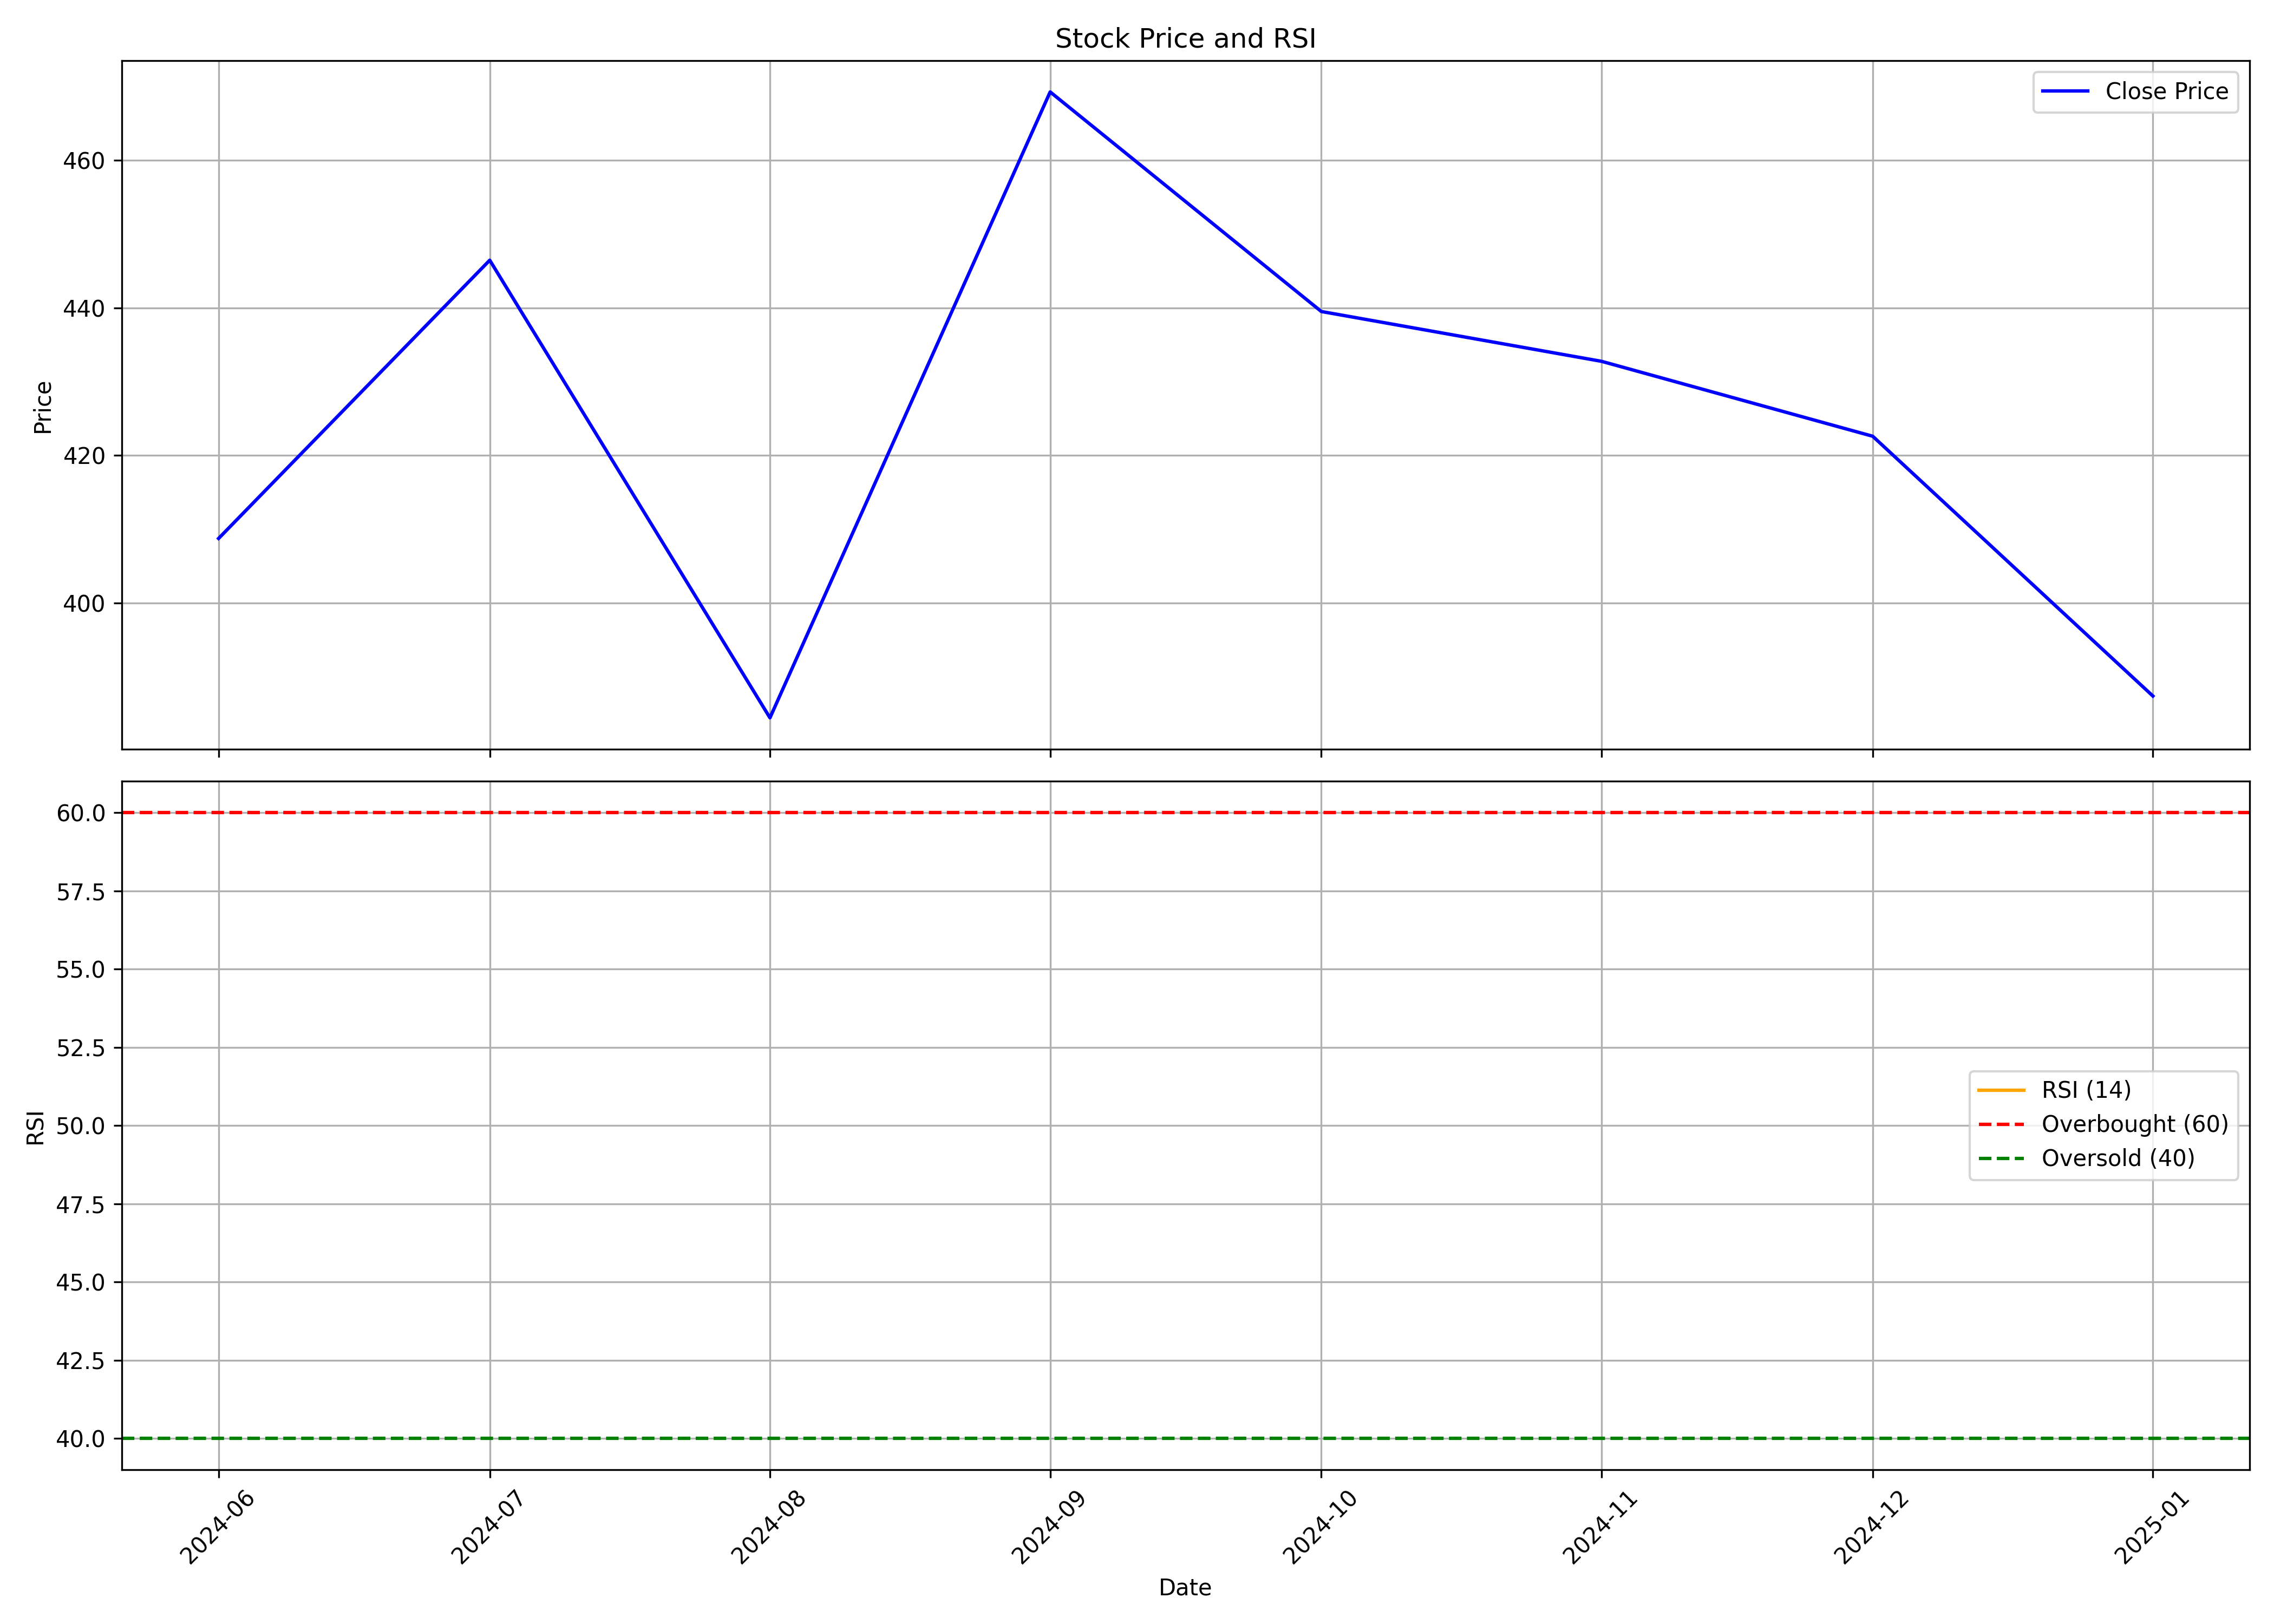 Stock Price and RSI
Close Price
Price
460
440
420
400
60.0
57.5
55.0
52.5
50.0
47.5
45.0
42.5
40.0
RSI
RSI (14)
Overbought (60)
Oversold (40)
2024-06
2024-07
2024-08
2024-09
2024-10
2024-11
2024-12
2025-01
Date